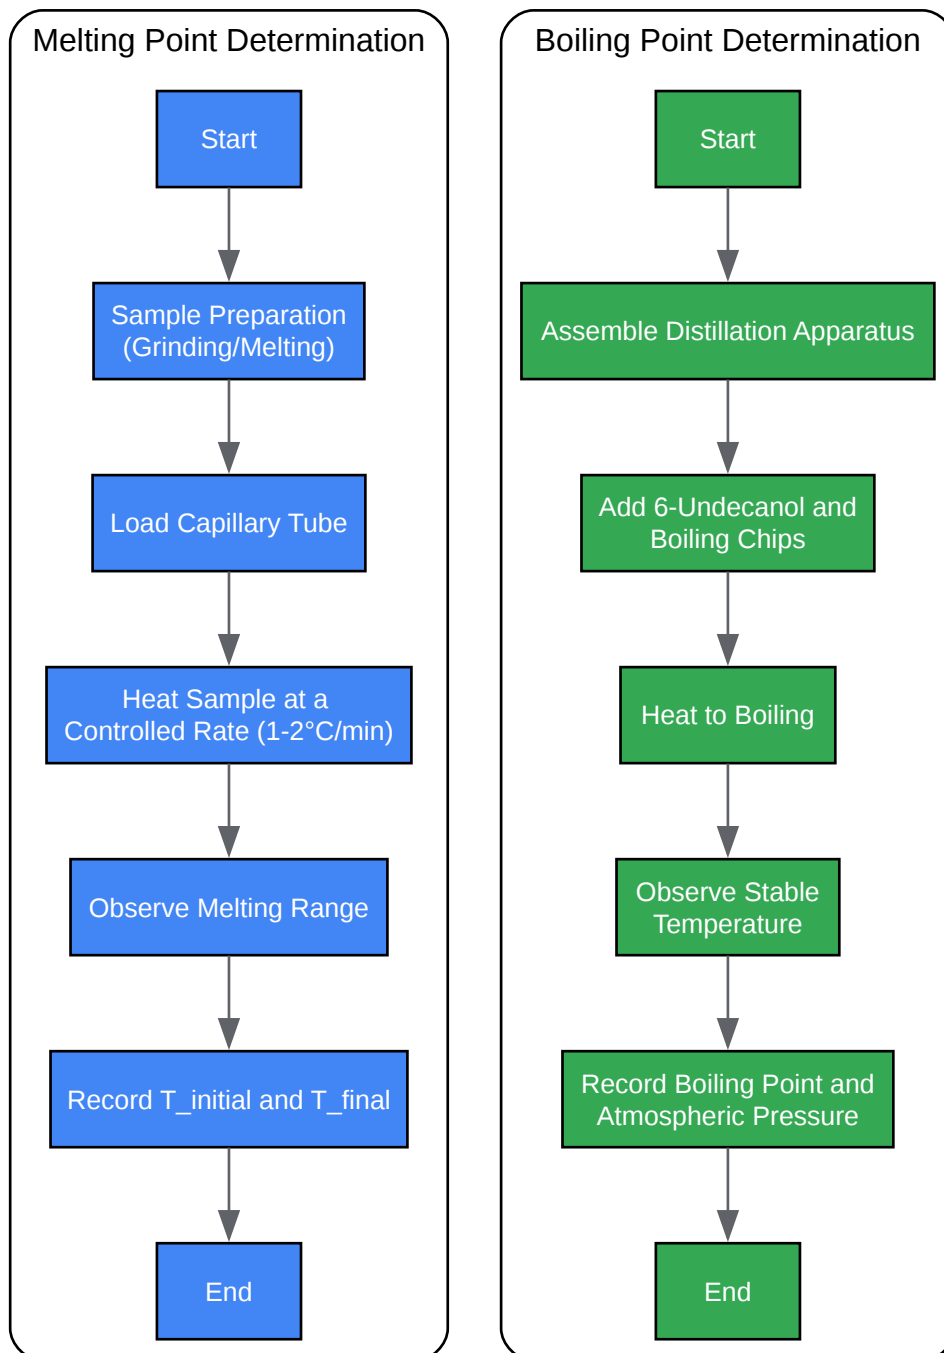 Melting Point Determination
Start
Sample Preparation
(Grinding/Melting)
Load Capillary Tube
Heat Sample at a
Controlled Rate (1-2°C/min)
Observe Melting Range
Record T_initial and T_final
End
Boiling Point Determination
Start
Assemble Distillation Apparatus
Add 6-Undecanol and
Boiling Chips
Heat to Boiling
Observe Stable
Temperature
Record Boiling Point and
Atmospheric Pressure
End